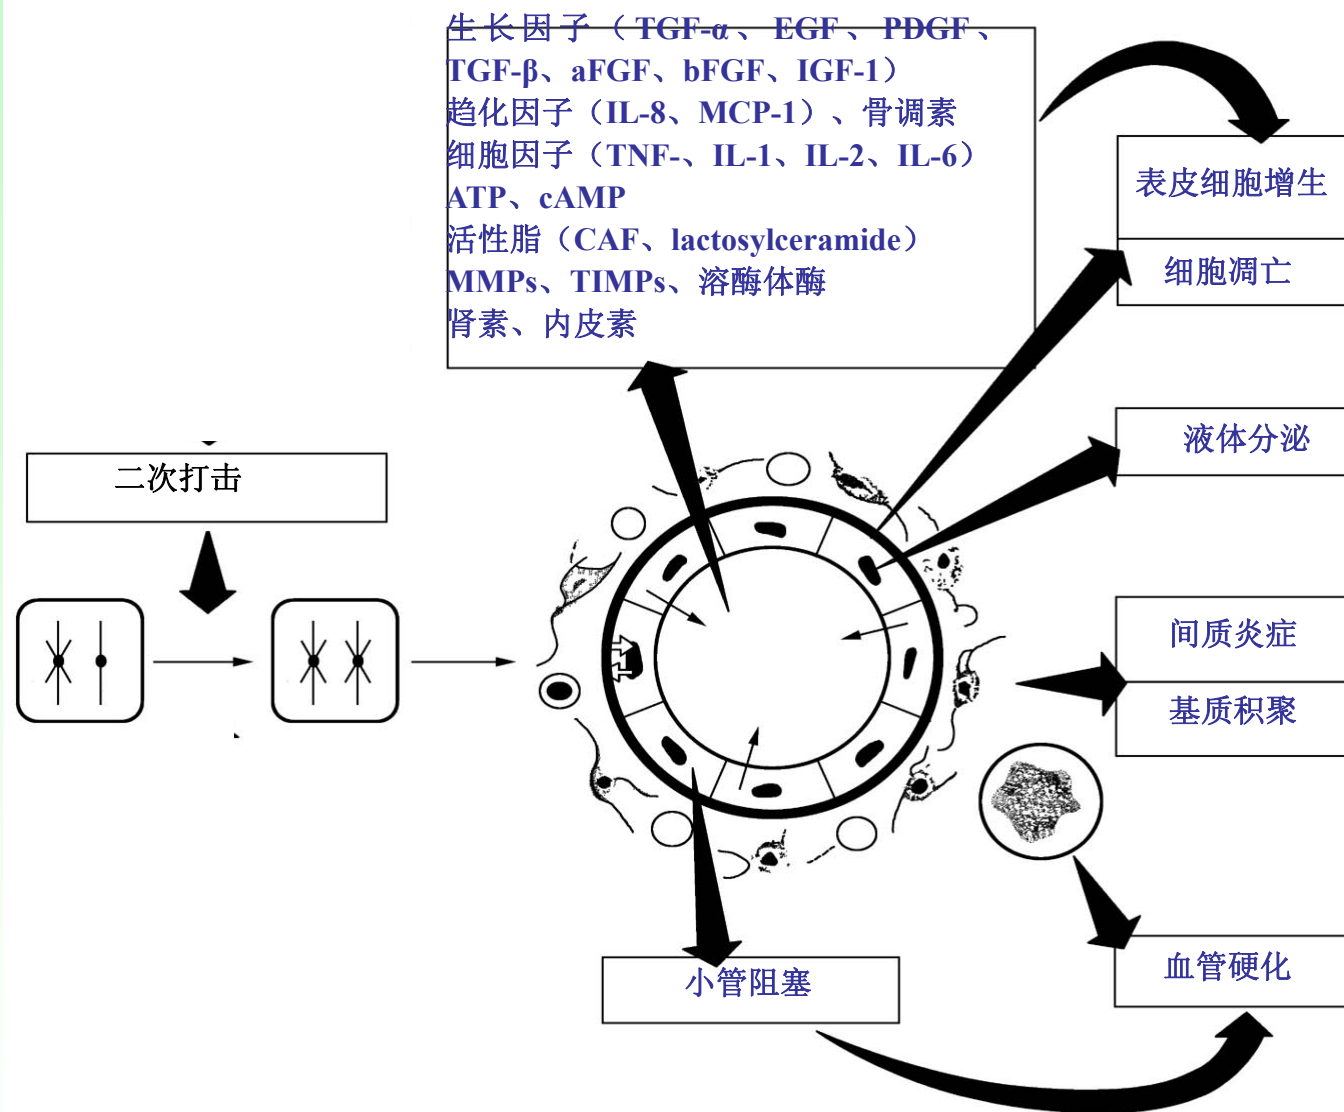 生长因子（TGF-α、EGF、PDGF、
TGF-β、aFGF、bFGF、IGF-1）
趋化因子（IL-8、MCP-1）、骨调素
细胞因子（TNF-、IL-1、IL-2、IL-6）
ATP、cAMP
活性脂（CAF、lactosylceramide）
MMPs、TIMPs、溶酶体酶
肾素、内皮素
表皮细胞增生
细胞凋亡
液体分泌
二次打击
间质炎症
基质积聚
血管硬化
小管阻塞